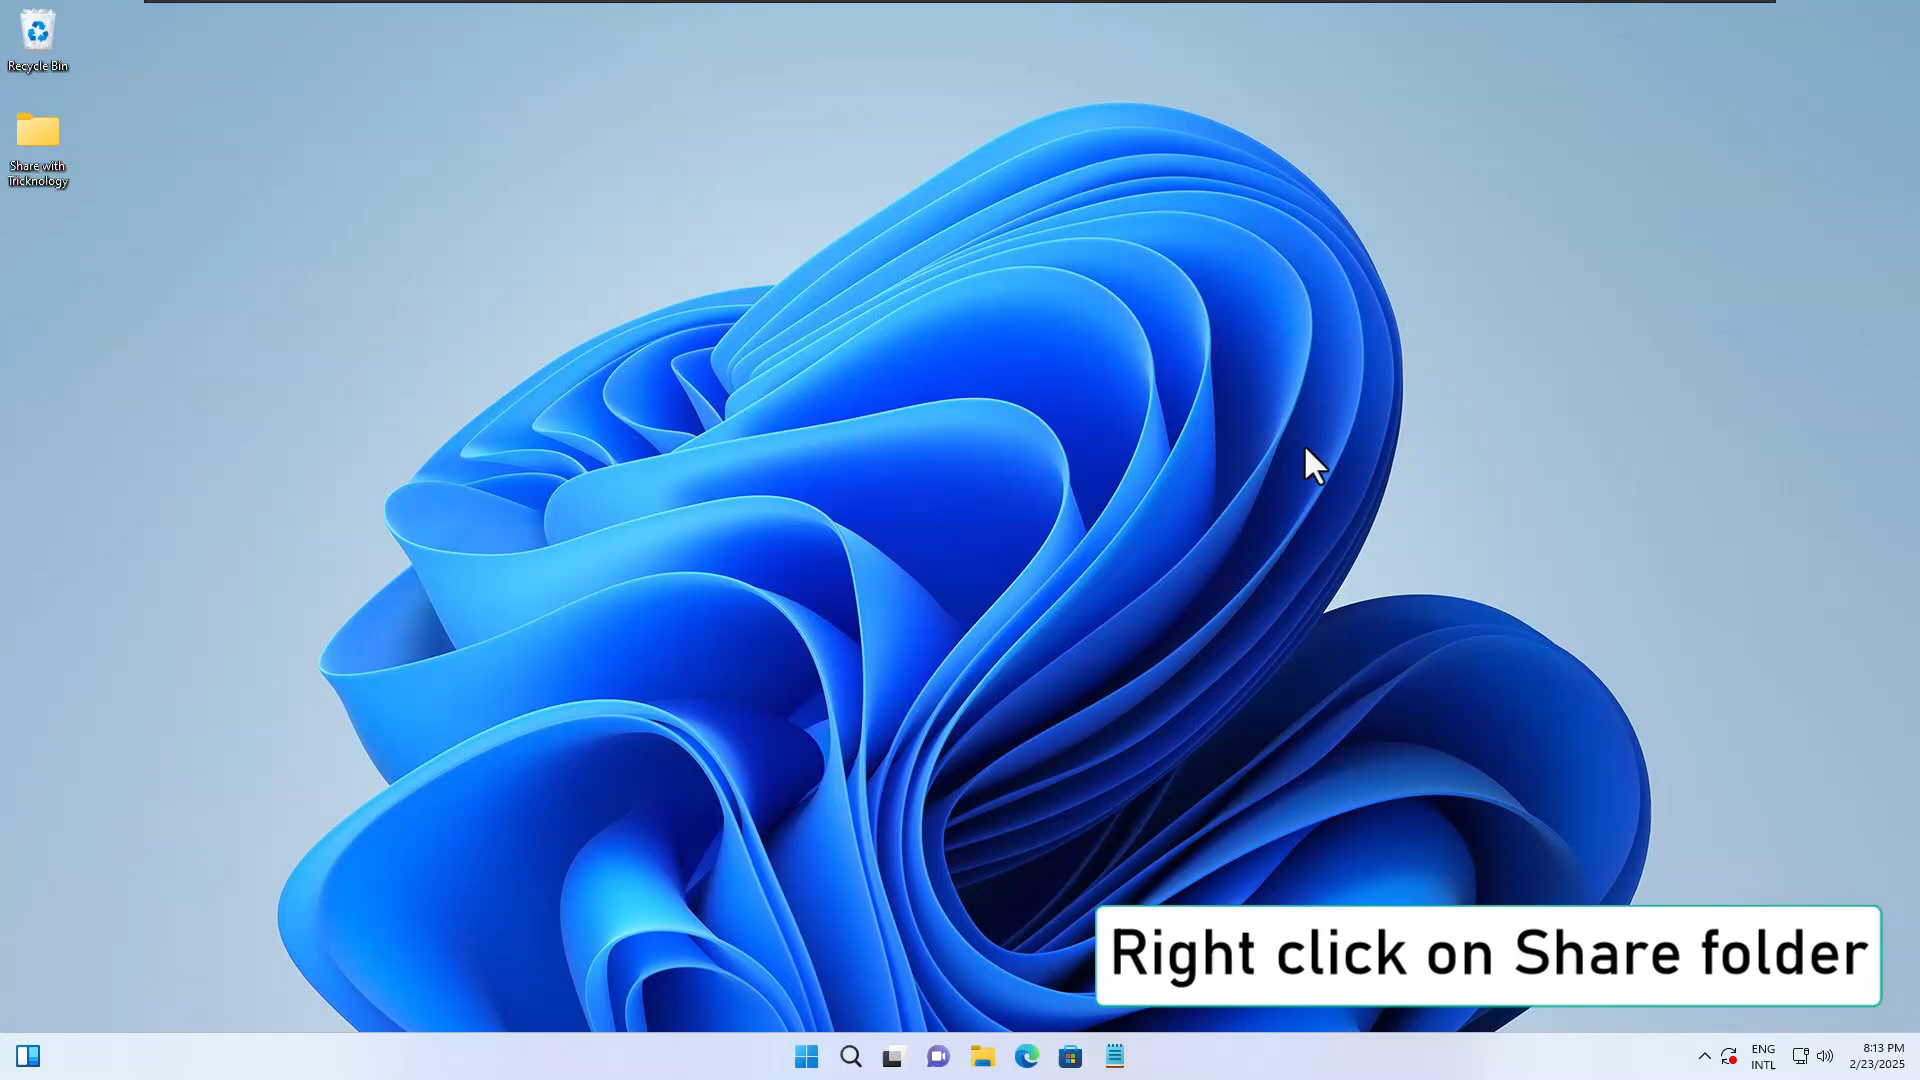 Recycle Bin
Share with
Tricknology
Right click on Share folder
ENG
INTL
8:13 PM
2/23/2025